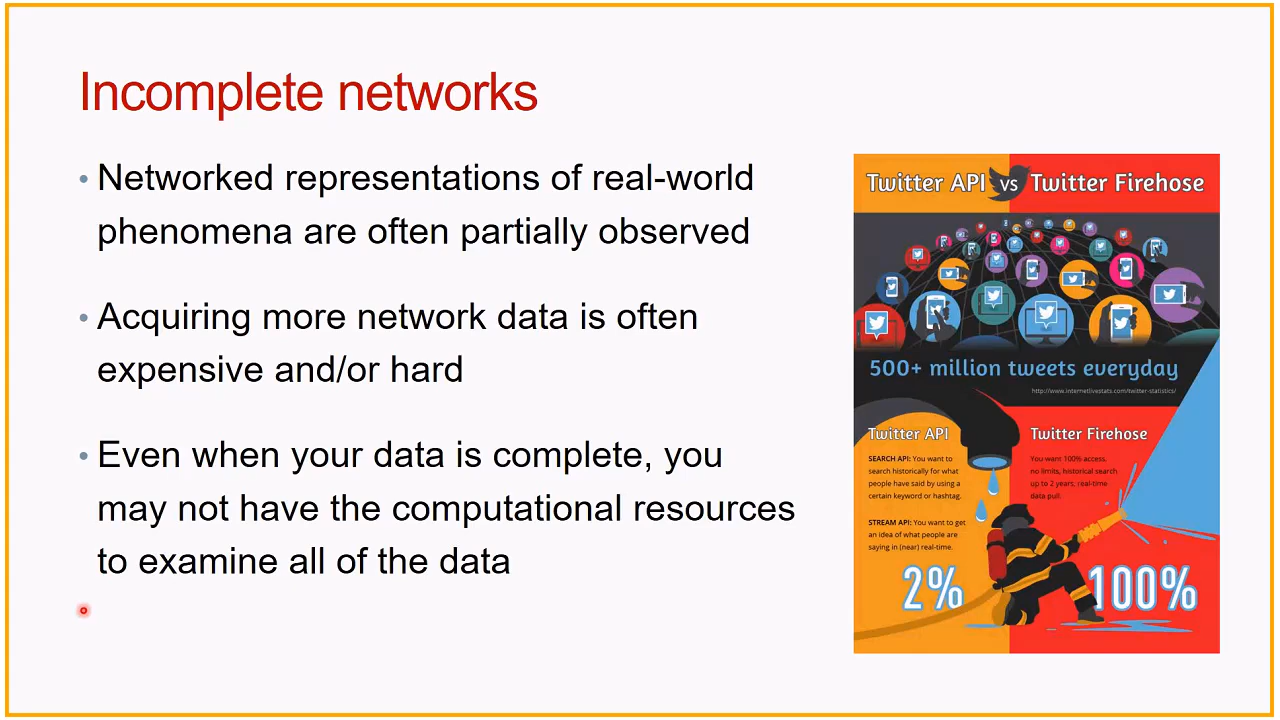 Incomplete networks
• Networked representations of real-world
phenomena are often partially observed
• Acquiring more network data is often
expensive and/or hard
• Even when your data is complete, you
may not have the computational resources
to examine all of the data
Twitter API vs Twitter Firehose
500+ million tweets everyday
http://www.internetlivestats.com/twitter-statistics/
Twitter API
SEARCH API: You want to
search historically for what
people have said by using a
certain keyword or hashtag.
STREAM API: You want to get
an idea of what people are
saying in (near) real-time.
2%
Twitter Firehose
You want 100% access,
no limits, historical search
up to 2 years, real-time
data pull.
100%